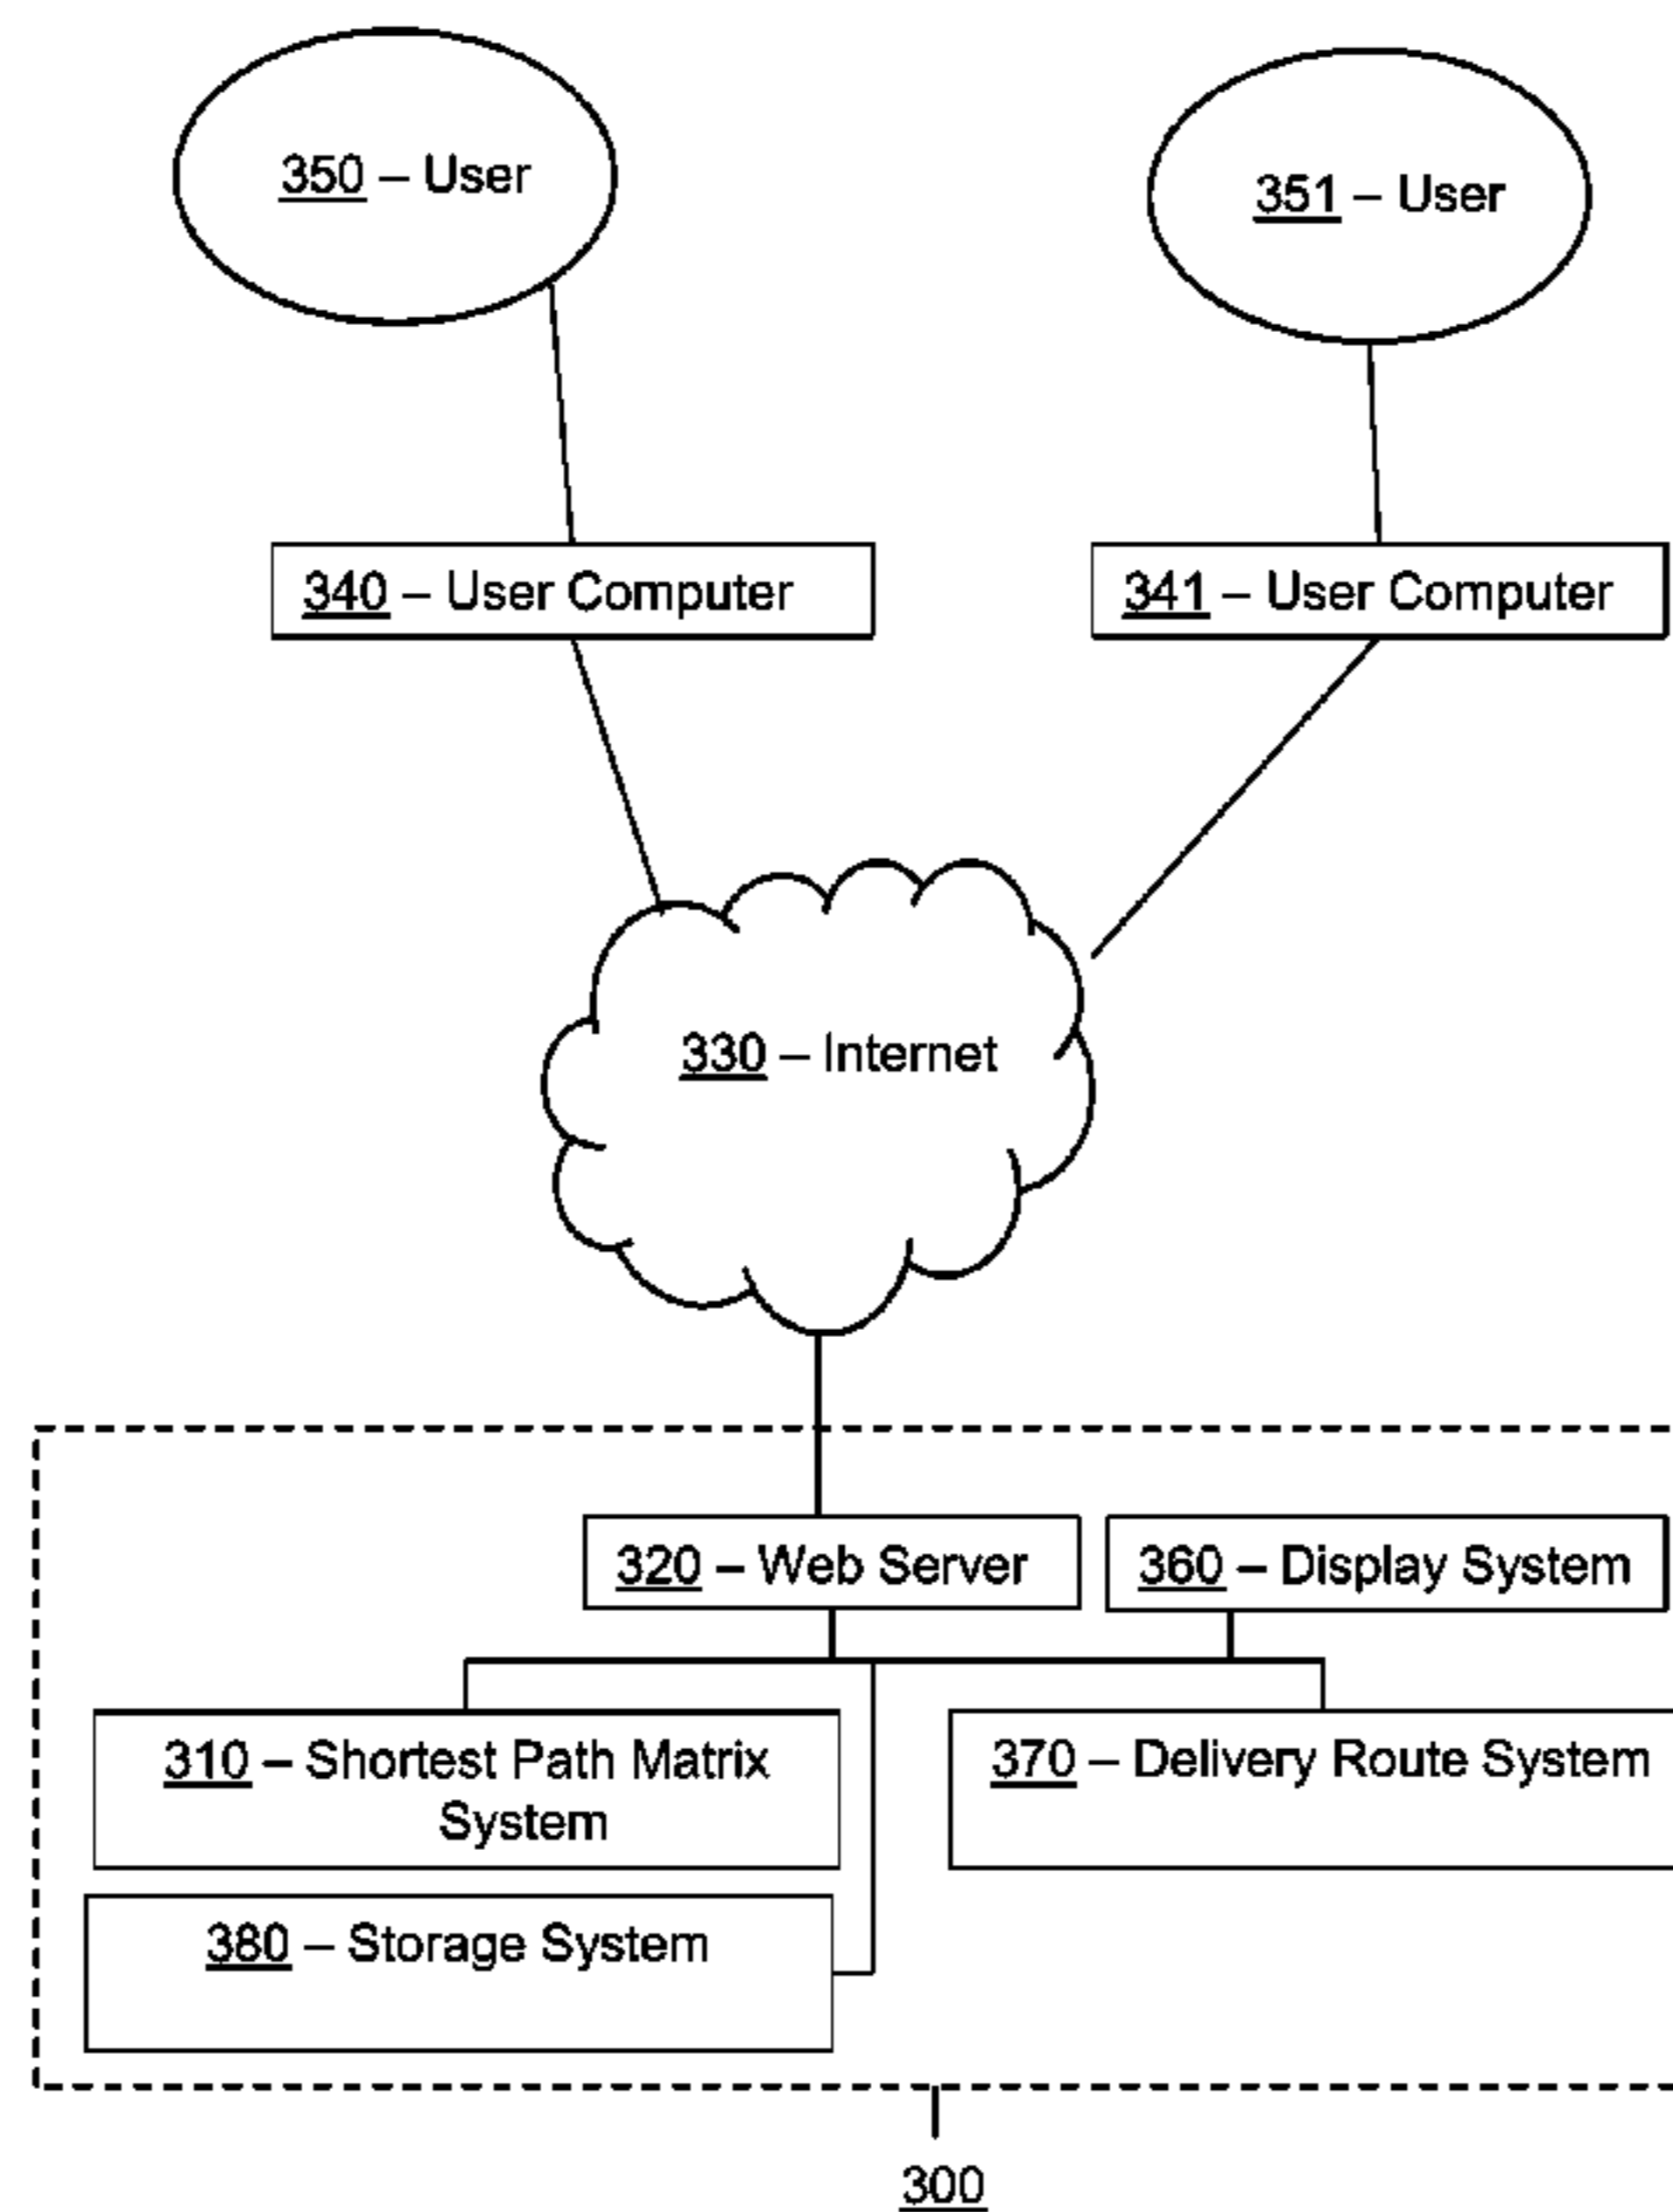 350 – User
351 – User
340 – User Computer
341 – User Computer
330 – Internet
320 – Web Server
360 – Display System
310 – Shortest Path Matrix
System
370 – Delivery Route System
380 – Storage System
300